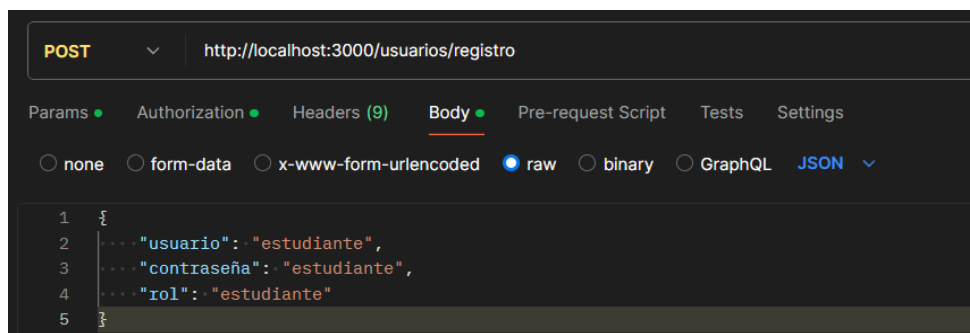 POST http://localhost:3000/usuarios/registro
Params Authorization Headers (9) Body Pre-request Script Tests Settings
none form-data x-www-form-urlencoded raw binary GraphQL JSON
1 {
2 "usuario": "estudiante",
3 "contraseña": "estudiante",
4 "rol": "estudiante"
5 }